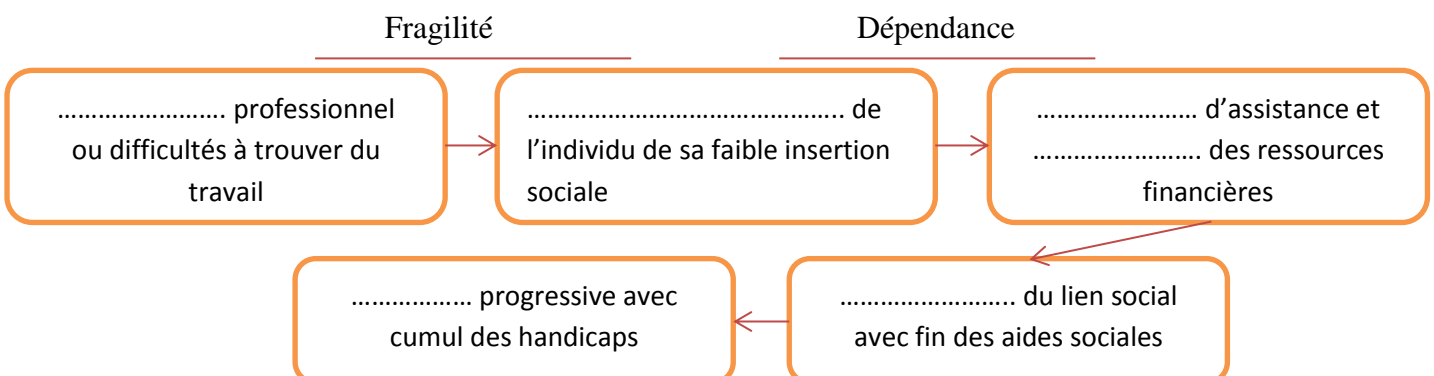 Fragilité
Dépendance
…………………….. professionnel
ou difficultés à trouver du
travail
………………………………………….. de
l’individu de sa faible insertion
sociale
…………………… d’assistance et
…………………….. des ressources
financières
……………… progressive avec
cumul des handicaps
…………………….. du lien social
avec fin des aides sociales